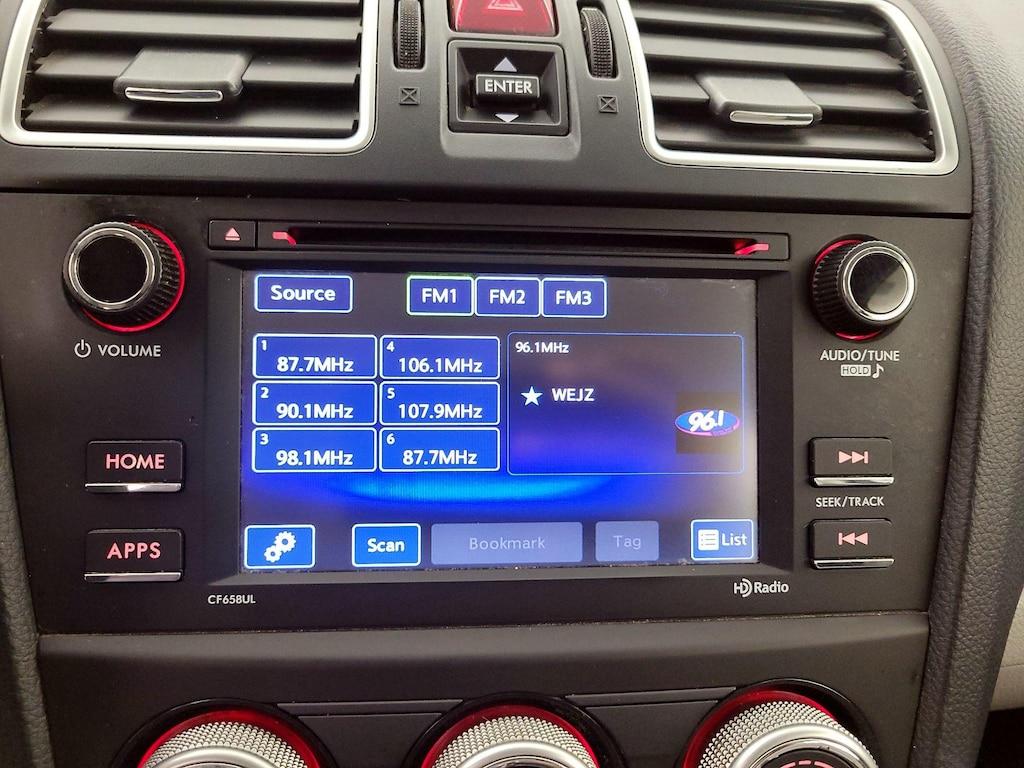 ENTER
VOLUME
AUDIO/TUNE
HOLD
Source
FM1 FM2 FM3
1 87.7MHz
4 106.1MHz
2 90.1MHz
5 107.9MHz
3 98.1MHz
6 87.7MHz
96.1MHz
WEJZ
96.1
HOME
APPS
SEEK/TRACK
Scan
Bookmark
Tag
List
CF658UL
HD Radio